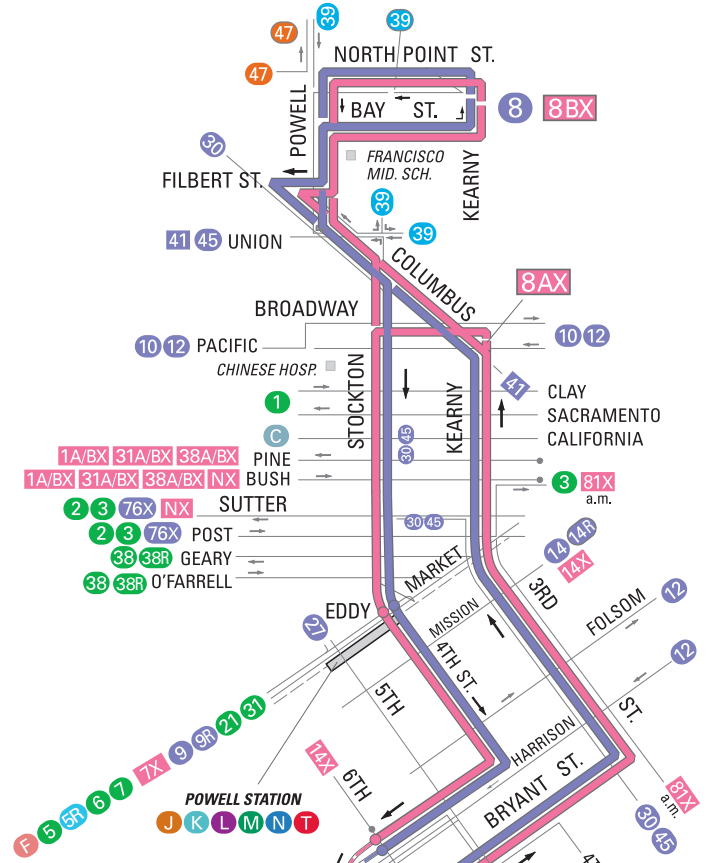 39
39
47
47
NORTH POINT ST.
POWELL
BAY ST.
8
8BX
30
FRANCISCO
MID. SCH.
KEARNY
FILBERT ST.
39
39
41 45 UNION
COLUMBUS
8AX
BROADWAY
10 12 PACIFIC
10 12
CHINESE HOSP.
STOCKTON
KEARNY
41
CLAY
1
SACRAMENTO
C
30 45
CALIFORNIA
1A/BX 31A/BX 38A/BX
PINE
1A/BX 31A/BX 38A/BX NX BUSH
3 81X
a.m.
2 3 76X NX SUTTER
30 45
2 3 76X POST
38 38R GEARY
38 38R O'FARRELL
14 14R
14X
MARKET
EDDY
3RD
ST.
MISSION
FOLSOM
12
27
4TH ST.
12
5TH
HARRISON
14X
6TH
BRYANT ST.
81X
a.m.
30 45
F 5 5R 6 7 7X 9 9R 21 31
POWELL STATION
J K L M N T
47